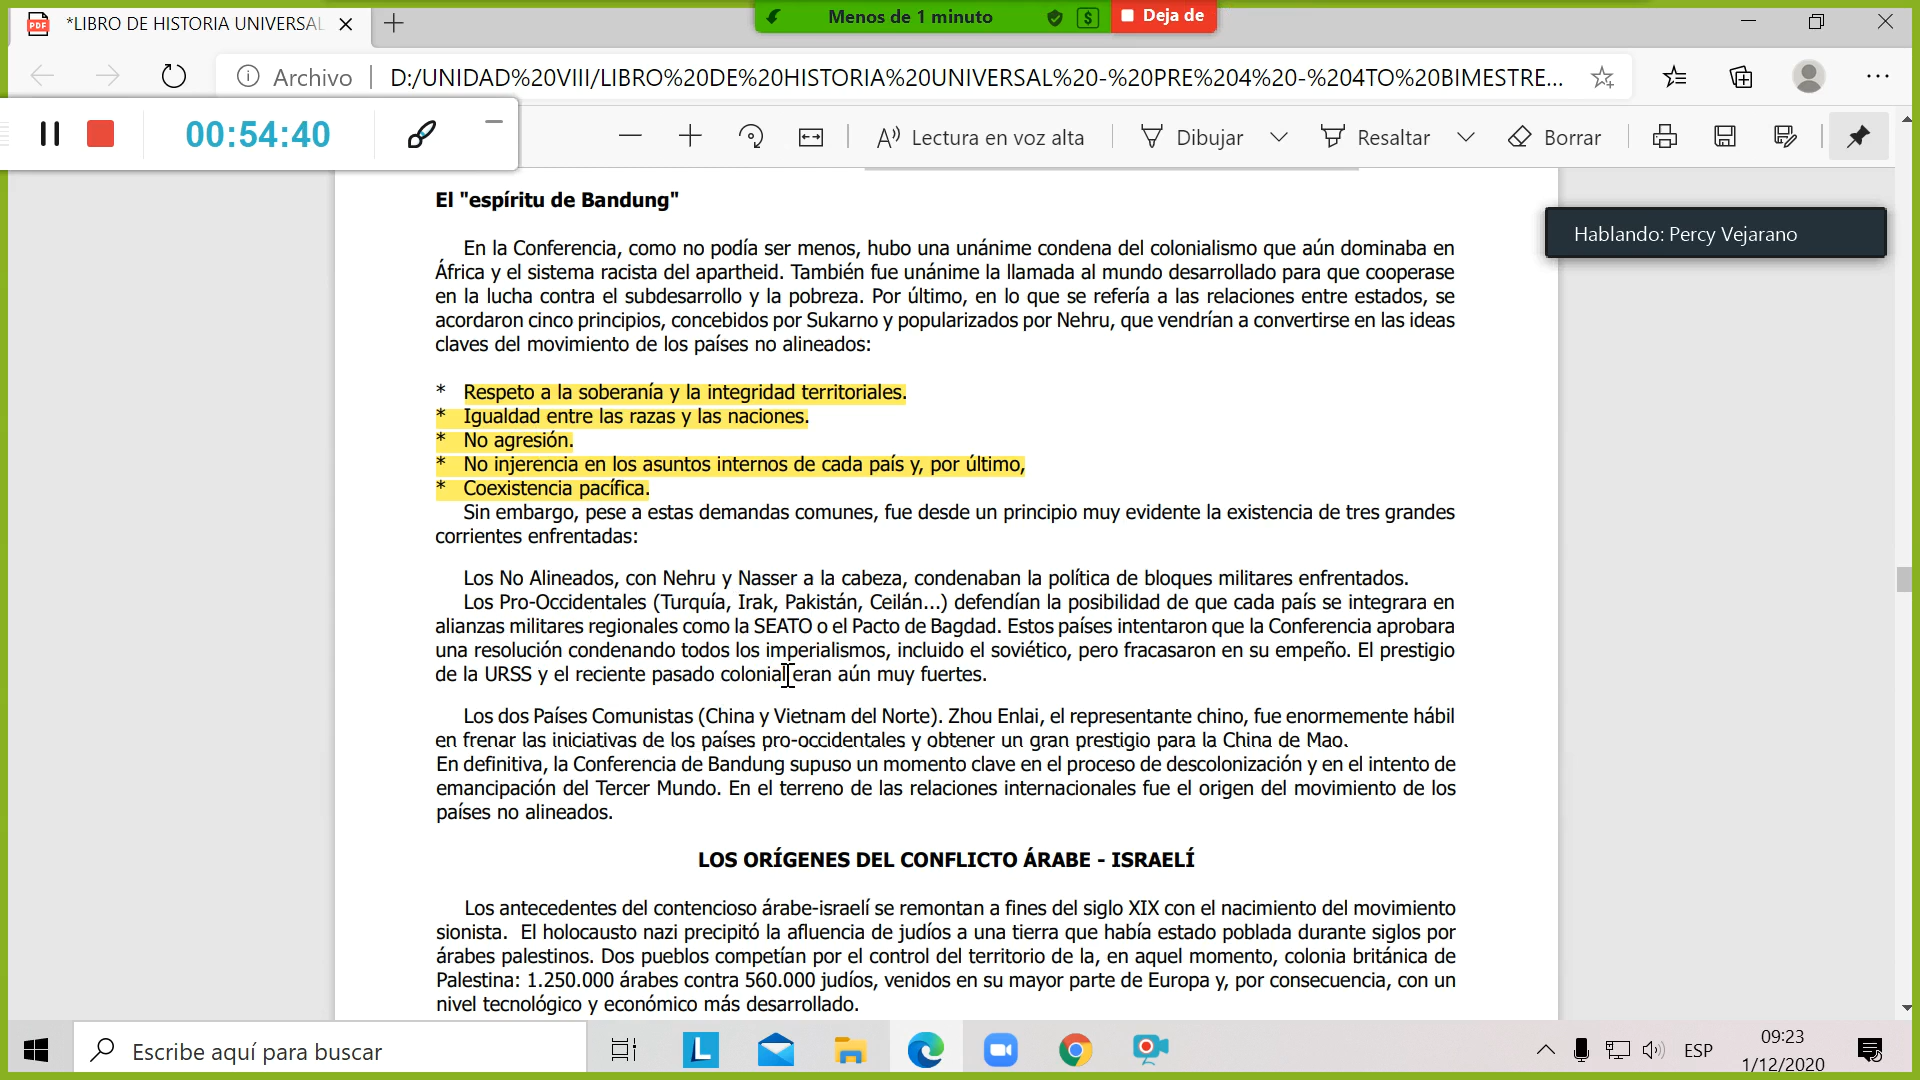 *LIBRO DE HISTORIA UNIVERSAL
Menos de 1 minuto
Deja de
Archivo
D:/UNIDAD%20VIII/LIBRO%20DE%20HISTORIA%20UNIVERSAL%20-%20PRE%204%20-%204TO%20BIMESTRE...
00:54:40
Lectura en voz alta
Dibujar
Resaltar
Borrar
Hablando: Percy Vejarano
El "espíritu de Bandung"
En la Conferencia, como no podía ser menos, hubo una unánime condena del colonialismo que aún dominaba en
África y el sistema racista del apartheid. También fue unánime la llamada al mundo desarrollado para que cooperase
en la lucha contra el subdesarrollo y la pobreza. Por último, en lo que se refería a las relaciones entre estados, se
acordaron cinco principios, concebidos por Sukarno y popularizados por Nehru, que vendrían a convertirse en las ideas
claves del movimiento de los países no alineados:
* Respeto a la soberanía y la integridad territoriales.
* Igualdad entre las razas y las naciones.
* No agresión.
* No injerencia en los asuntos internos de cada país y, por último,
* Coexistencia pacífica.
Sin embargo, pese a estas demandas comunes, fue desde un principio muy evidente la existencia de tres grandes
corrientes enfrentadas:
Los No Alineados, con Nehru y Nasser a la cabeza, condenaban la política de bloques militares enfrentados.
Los Pro-Occidentales (Turquía, Irak, Pakistán, Ceilán...) defendían la posibilidad de que cada país se integrara en
alianzas militares regionales como la SEATO o el Pacto de Bagdad. Estos países intentaron que la Conferencia aprobara
una resolución condenando todos los imperialismos, incluido el soviético, pero fracasaron en su empeño. El prestigio
de la URSS y el reciente pasado colonial eran aún muy fuertes.
Los dos Países Comunistas (China y Vietnam del Norte). Zhou Enlai, el representante chino, fue enormemente hábil
en frenar las iniciativas de los países pro-occidentales y obtener un gran prestigio para la China de Mao.
En definitiva, la Conferencia de Bandung supuso un momento clave en el proceso de descolonización y en el intento de
emancipación del Tercer Mundo. En el terreno de las relaciones internacionales fue el origen del movimiento de los
países no alineados.
LOS ORÍGENES DEL CONFLICTO ÁRABE - ISRAELÍ
Los antecedentes del contencioso árabe-israelí se remontan a fines del siglo XIX con el nacimiento del movimiento
sionista. El holocausto nazi precipitó la afluencia de judíos a una tierra que había estado poblada durante siglos por
árabes palestinos. Dos pueblos competían por el control del territorio de la, en aquel momento, colonia británica de
Palestina: 1.250.000 árabes contra 560.000 judíos, venidos en su mayor parte de Europa y, por consecuencia, con un
nivel tecnológico y económico más desarrollado.
Escribe aquí para buscar
L
ESP
09:23
1/12/2020